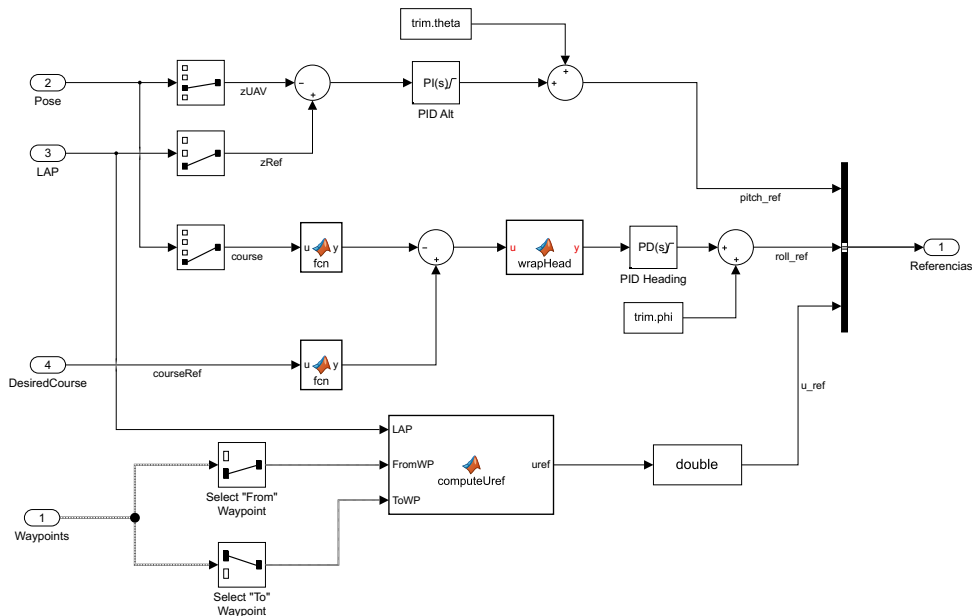 trim.theta
2
Pose
zUAV
−
+
PI(s)
PID Alt
+
+
3
LAP
zRef
pitch_ref
course
u
y
fcn
−
+
u
y
wrapHead
PD(s)
PID Heading
+
+
roll_ref
1
Referencias
trim.phi
4
DesiredCourse
courseRef
u
y
fcn
u_ref
LAP
FromWP
ToWP
uref
computeUref
double
Select "From"
Waypoint
1
Waypoints
Select "To"
Waypoint